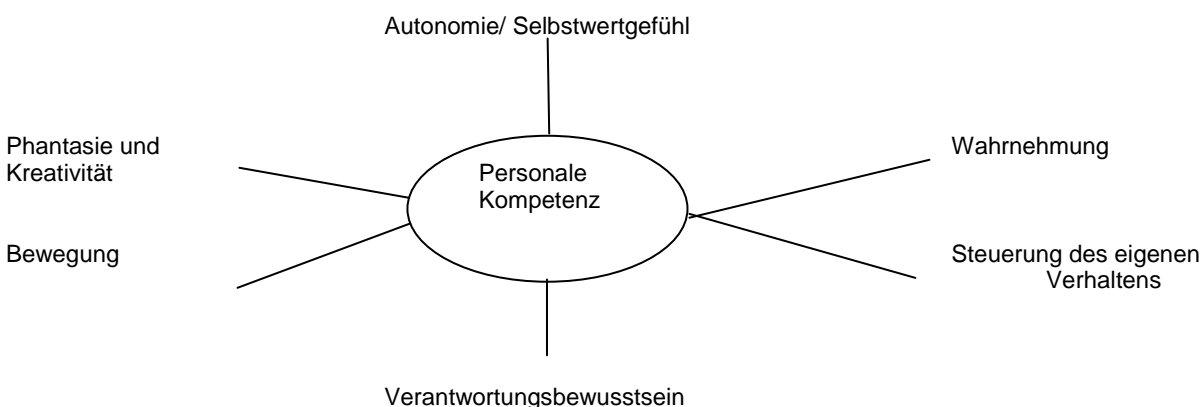 Autonomie/ Selbstwertgefühl
Phantasie und
Kreativität
Personale
Kompetenz
Wahrnehmung
Bewegung
Steuerung des eigenen
Verhaltens
Verantwortungsbewusstsein